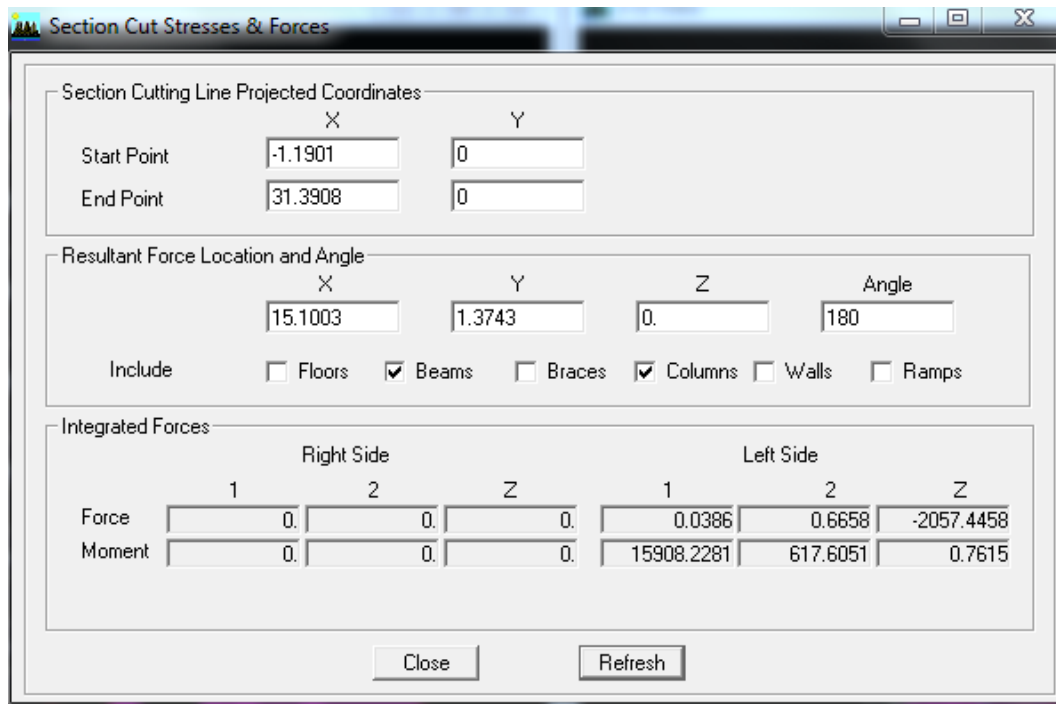 Section Cut Stresses & Forces
Section Cutting Line Projected Coordinates
X Y
Start Point -1.1901 0
End Point 31.3908 0
Resultant Force Location and Angle
X Y Z Angle
15.1003 1.3743 0. 180
Include Floors Beams Braces Columns Walls Ramps
Integrated Forces
Right Side Left Side
1 2 Z 1 2 Z
Force 0. 0. 0. 0.0386 0.6658 -2057.4458
Moment 0. 0. 0. 15908.2281 617.6051 0.7615
Close Refresh